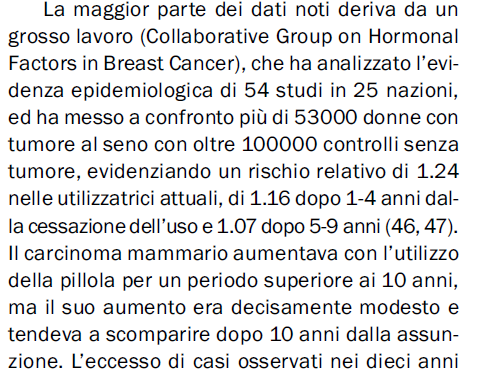 La maggior parte dei dati noti deriva da un
grosso lavoro (Collaborative Group on Hormonal
Factors in Breast Cancer), che ha analizzato l'evi-
denza epidemiologica di 54 studi in 25 nazioni,
ed ha messo a confronto più di 53000 donne con
tumore al seno con oltre 100000 controlli senza
tumore, evidenziando un rischio relativo di 1.24
nelle utilizzatrici attuali, di 1.16 dopo 1-4 anni dal-
la cessazione dell'uso e 1.07 dopo 5-9 anni (46, 47).
Il carcinoma mammario aumentava con l'utilizzo
della pillola per un periodo superiore ai 10 anni,
ma il suo aumento era decisamente modesto e
tendeva a scomparire dopo 10 anni dalla assun-
zione. L'eccesso di casi osservati nei dieci anni